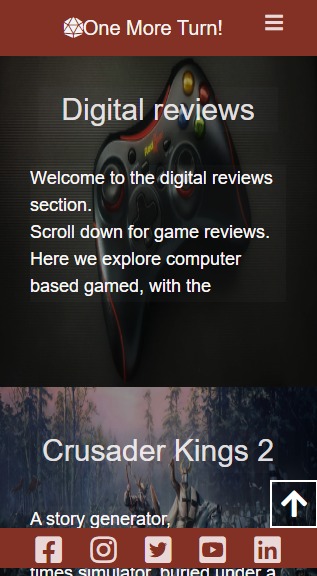 One More Turn!
Digital reviews
Welcome to the digital reviews
section.
Scroll down for game reviews.
Here we explore computer
based gamed, with the
Crusader Kings 2
A story generator,
times simulator, buried under a